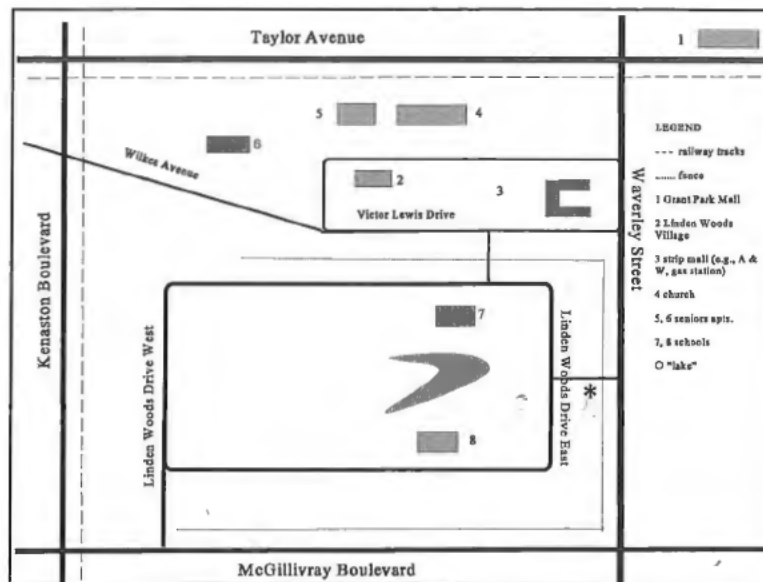 Taylor Avenue
1
5
4
6
Wilkes Avenue
2
3
Victor Lewis Drive
Waverley Street
Kenaston Boulevard
LEGEND
--- railway tracks
...... fence
1 Grant Park Mall
2 Linden Woods
Village
3 strip mall (e.g., A &
W, gas station)
4 church
5, 6 seniors apts.
7, 8 schools
O "lake"
7
Linden Woods Drive West
Linden Woods Drive East
*
8
McGillivray Boulevard